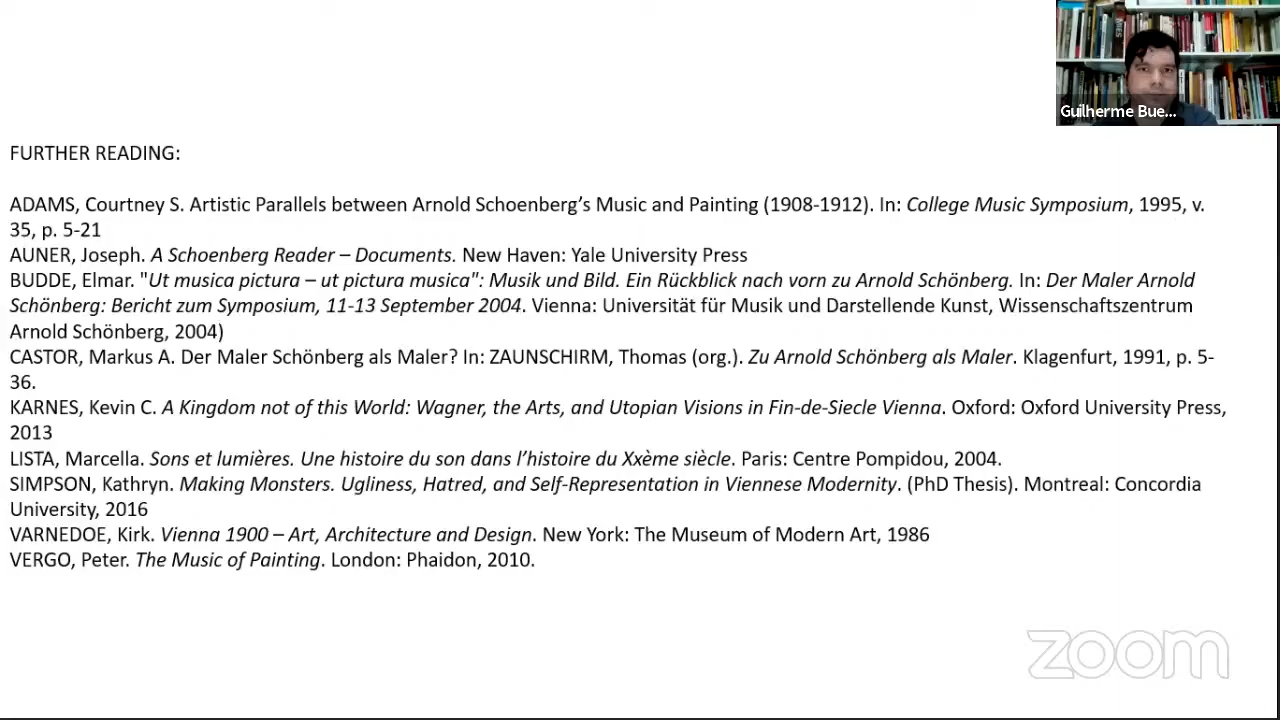 Guilherme Bue...
FURTHER READING:
ADAMS, Courtney S. Artistic Parallels between Arnold Schoenberg’s Music and Painting (1908-1912). In: College Music Symposium, 1995, v.
35, p. 5-21
AUNER, Joseph. A Schoenberg Reader – Documents. New Haven: Yale University Press
BUDDE, Elmar. "Ut musica pictura – ut pictura musica": Musik und Bild. Ein Rückblick nach vorn zu Arnold Schönberg. In: Der Maler Arnold
Schönberg: Bericht zum Symposium, 11-13 September 2004. Vienna: Universität für Musik und Darstellende Kunst, Wissenschaftszentrum
Arnold Schönberg, 2004)
CASTOR, Markus A. Der Maler Schönberg als Maler? In: ZAUNSCHIRM, Thomas (org.). Zu Arnold Schönberg als Maler. Klagenfurt, 1991, p. 5-
36.
KARNES, Kevin C. A Kingdom not of this World: Wagner, the Arts, and Utopian Visions in Fin-de-Siecle Vienna. Oxford: Oxford University Press,
2013
LISTA, Marcella. Sons et lumières. Une histoire du son dans l’histoire du Xxème siècle. Paris: Centre Pompidou, 2004.
SIMPSON, Kathryn. Making Monsters. Ugliness, Hatred, and Self-Representation in Viennese Modernity. (PhD Thesis). Montreal: Concordia
University, 2016
VARNEDOE, Kirk. Vienna 1900 – Art, Architecture and Design. New York: The Museum of Modern Art, 1986
VERGO, Peter. The Music of Painting. London: Phaidon, 2010.
zoom